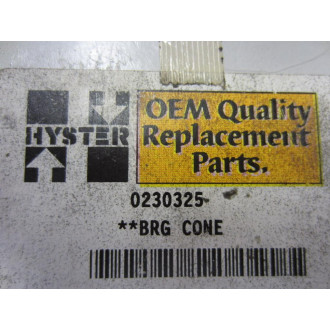 HYSTER
OEM Quality
Replacement
Parts.
0230325
**BRG CONE